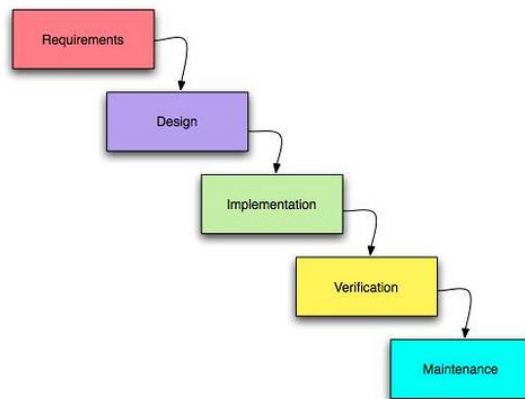 Requirements
Design
Implementation
Verification
Maintenance